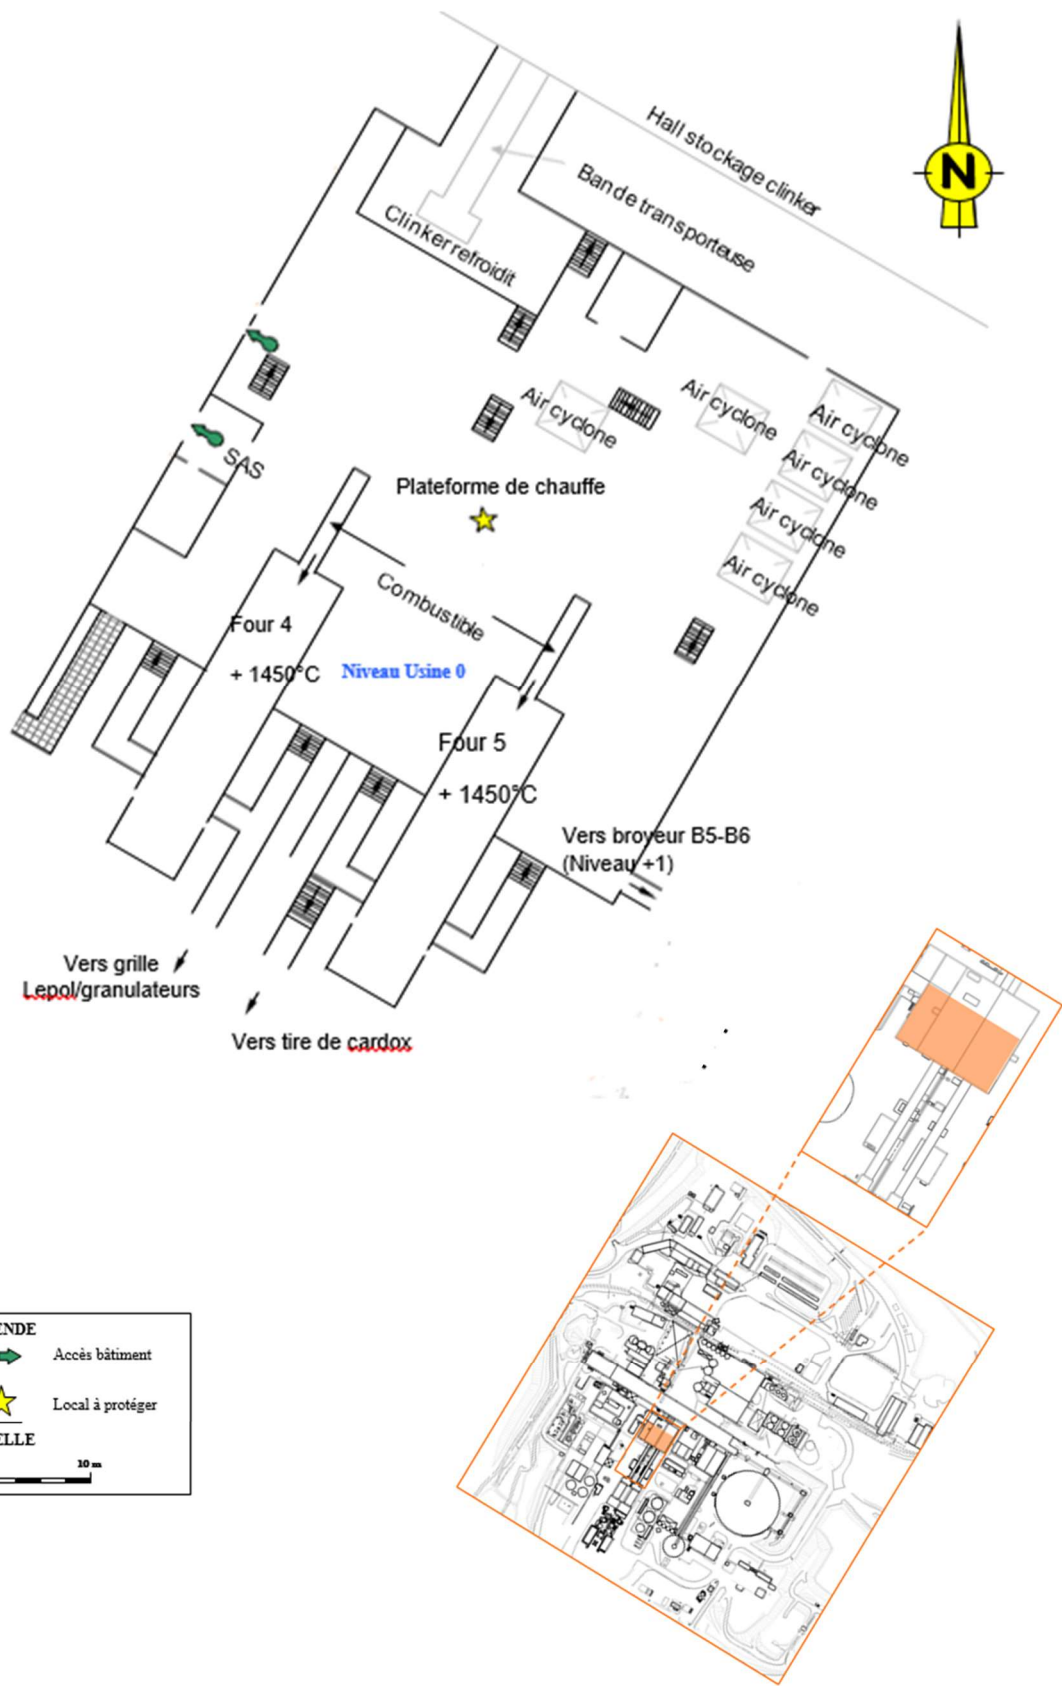 N
Hall stockage clinker
Bande transporteuse
Clinker refroidit
Air cyclone
Air cyclone
Air cyclone
Air cyclone
Air cyclone
Air cyclone
SAS
Plateforme de chauffe
Combustible
Four 4
+ 1450°C
Niveau Usine 0
Four 5
+ 1450°C
Vers broyeur B5-B6
(Niveau +1)
Vers grille
Lepol/granulateurs
Vers tire de cardox
ENDE
Accès bâtiment
Local à protéger
ELLE
10 m